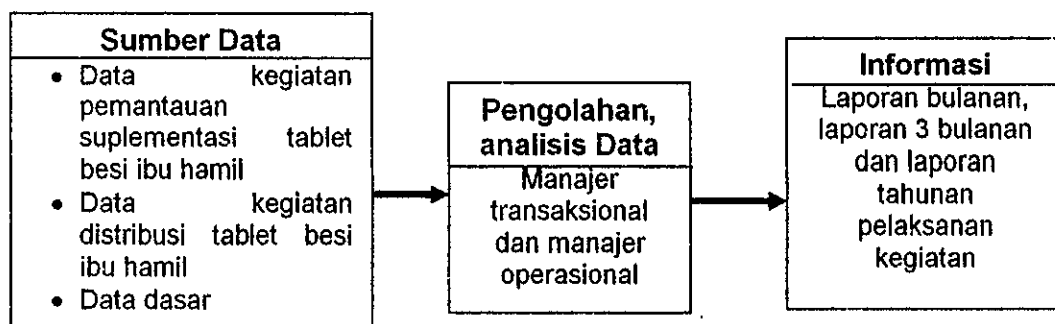 Sumber Data
• Data kegiatan
pemantauan
suplementasi tablet
besi ibu hamil
• Data kegiatan
distribusi tablet besi
ibu hamil
• Data dasar
Pengolahan,
analisis Data
Manajer
transaksional
dan manajer
operasional
Informasi
Laporan bulanan,
laporan 3 bulanan
dan laporan
tahunan
pelaksanan
kegiatan